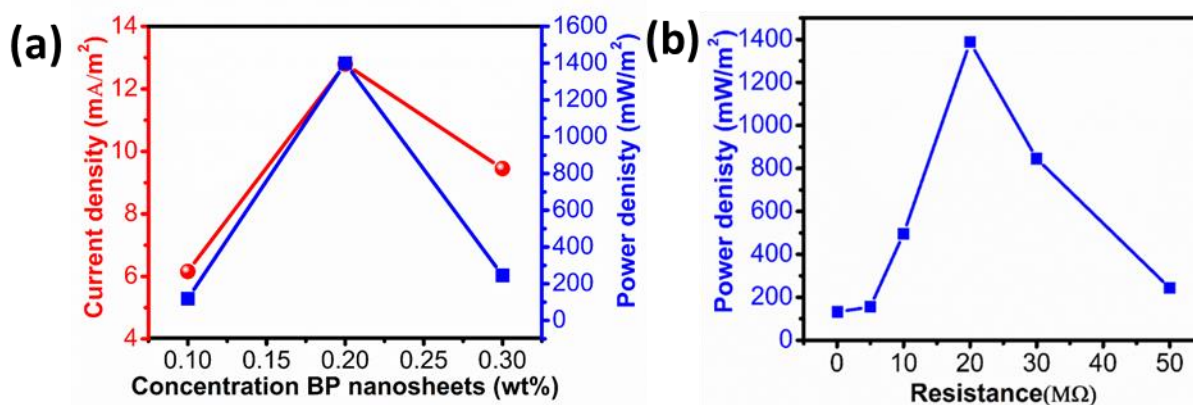 (a)
Current density (mA/m²)
14
12
10
8
6
4
0.10 0.15 0.20 0.25 0.30
Concentration BP nanosheets (wt%)
1600
1400
1200
1000
800
600
400
200
0
Power denisty (mW/m²)
(b)
Power density (mW/m²)
1400
1200
1000
800
600
400
200
0
0 10 20 30 40 50
Resistance(MΩ)